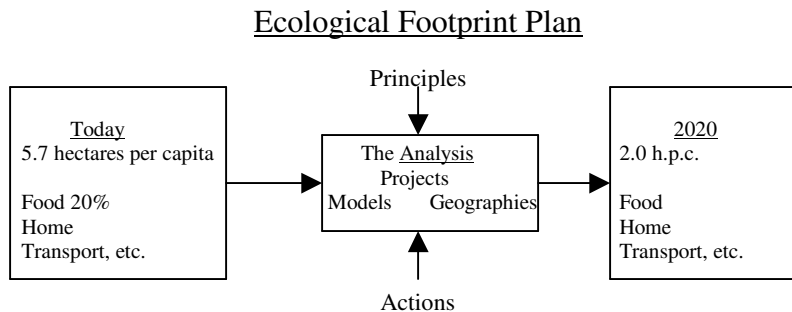 Ecological Footprint Plan
Principles
Today
5.7 hectares per capita
Food 20%
Home
Transport, etc.
The Analysis
Projects
Models Geographies
2020
2.0 h.p.c.
Food
Home
Transport, etc.
Actions